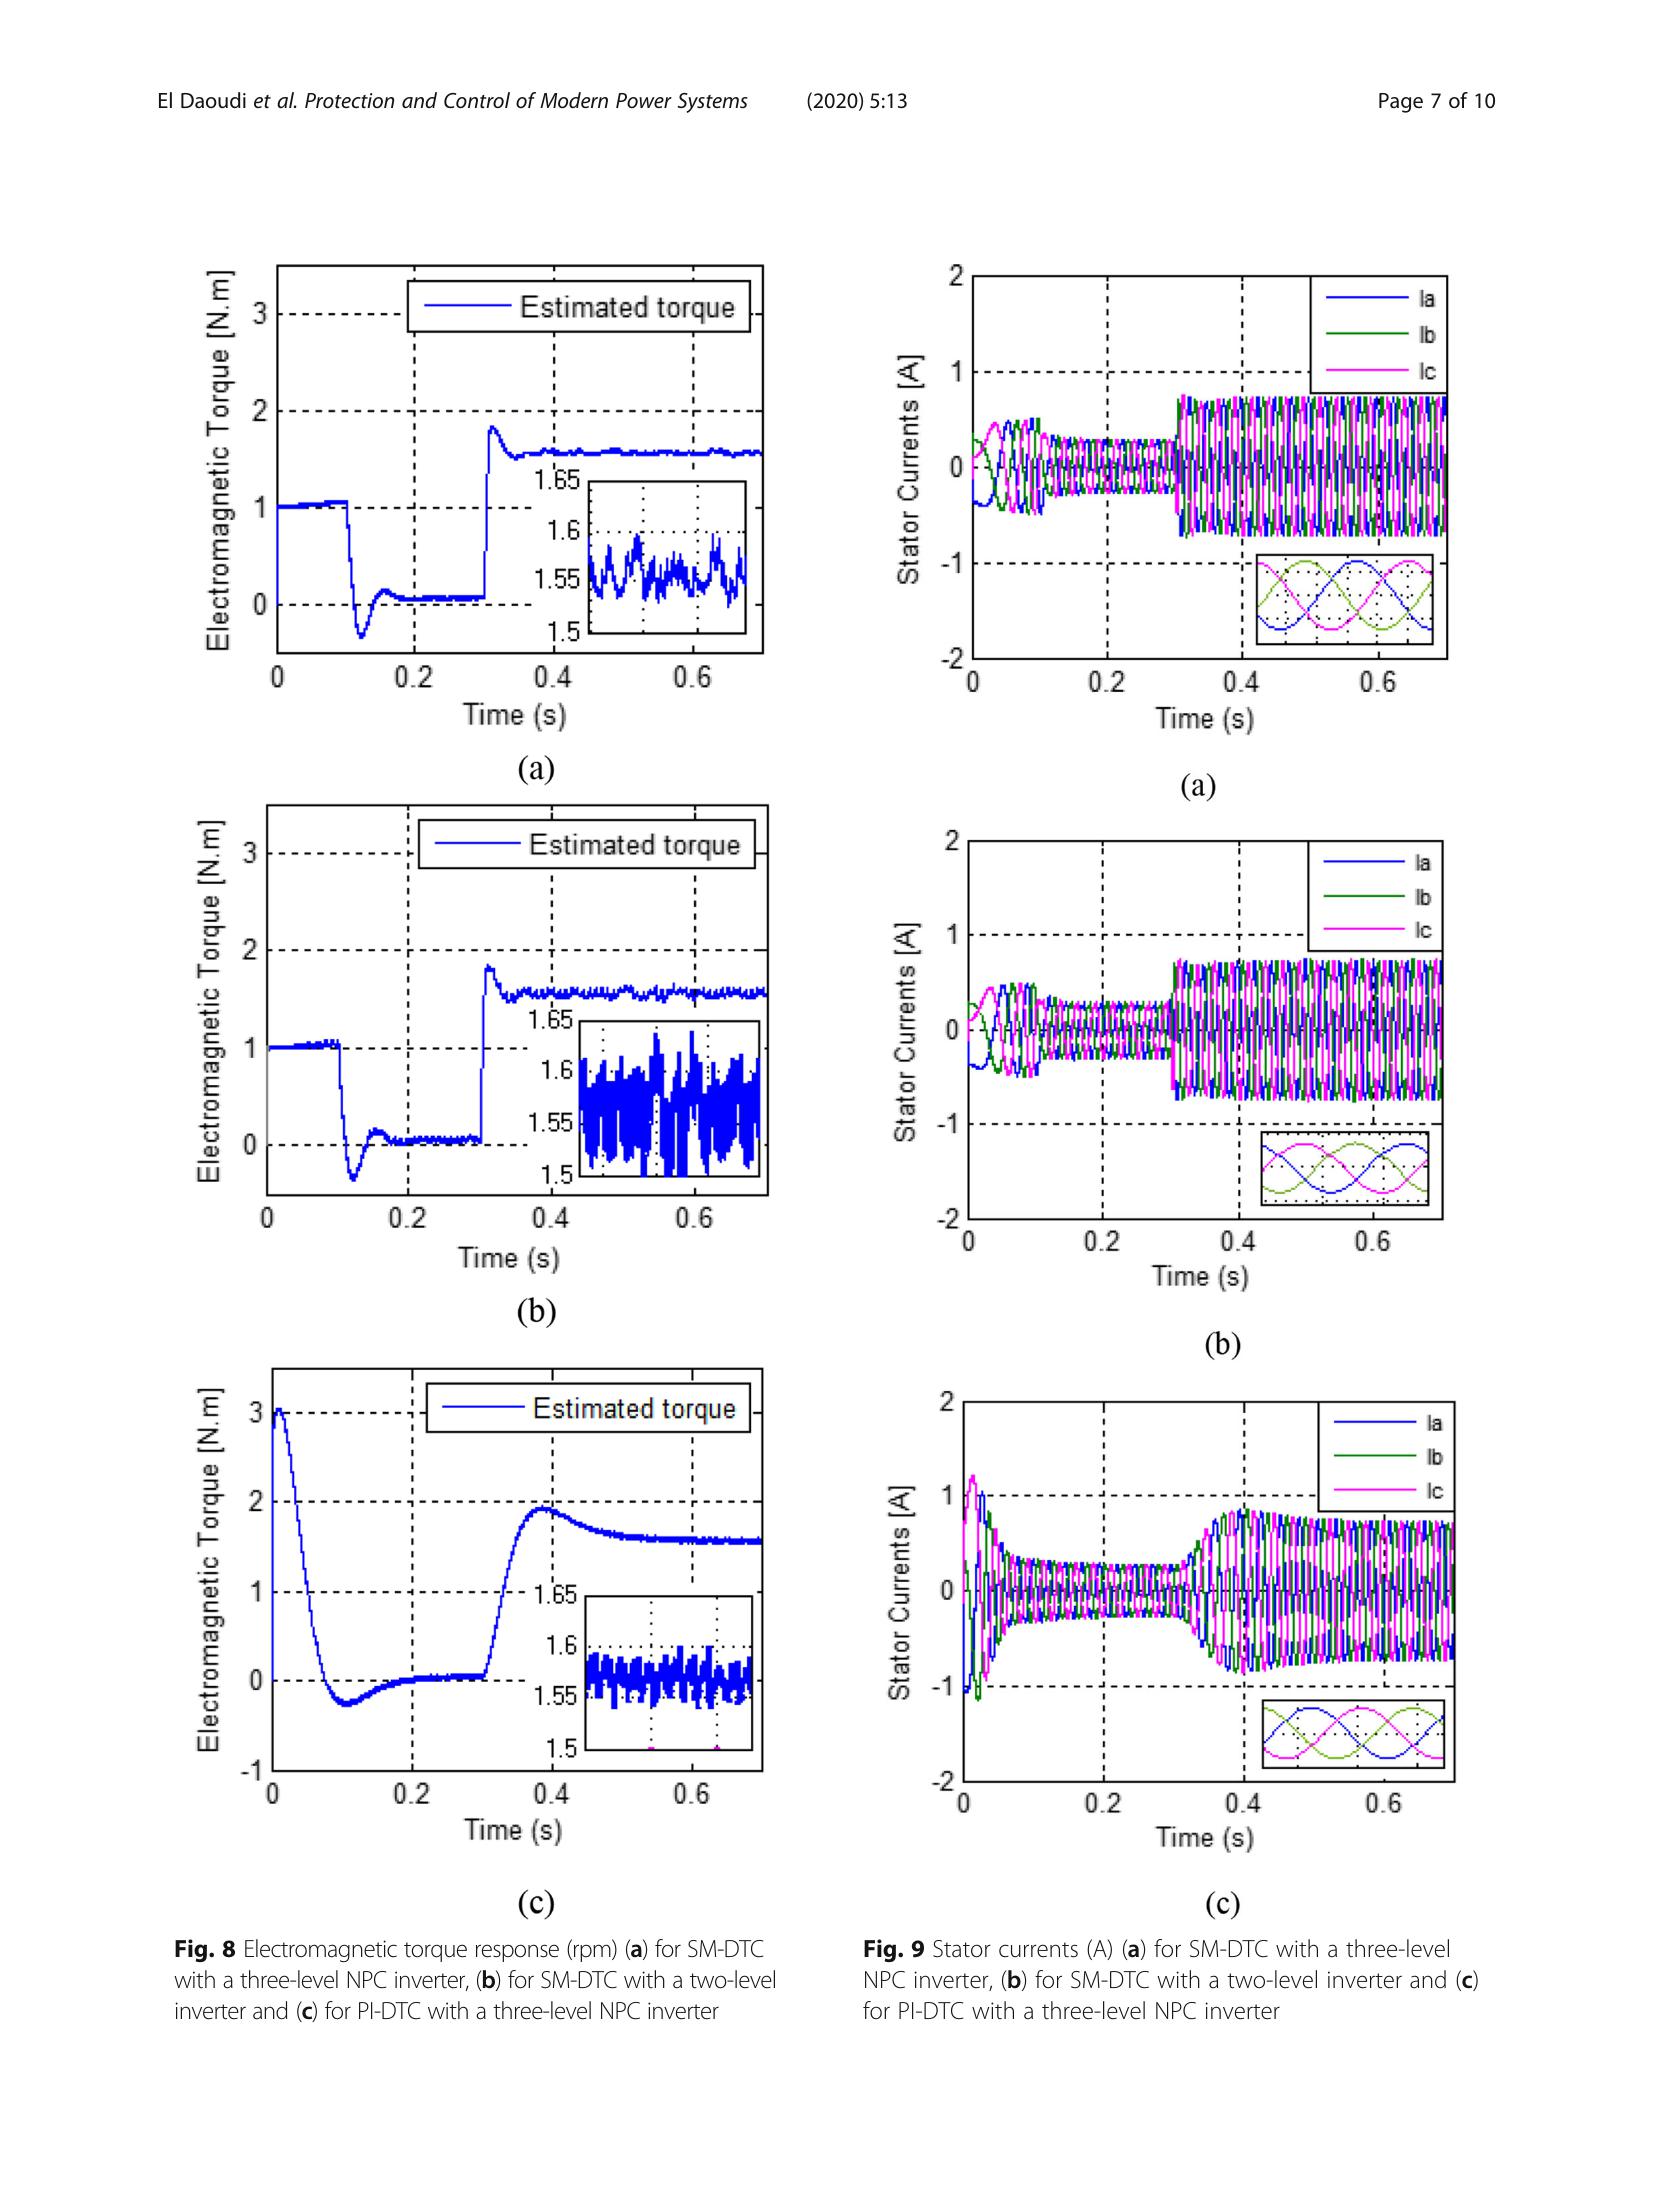 El Daoudi et al. Protection and Control of Modern Power Systems (2020) 5:13 Page 7 of 10
Electromagnetic Torque [N.m]
Estimated torque
3
2
1
0
1.65
1.6
1.55
1.5
0 0.2 0.4 0.6
Time (s)
(a)
Electromagnetic Torque [N.m]
Estimated torque
3
2
1
0
1.65
1.6
1.55
1.5
0 0.2 0.4 0.6
Time (s)
(b)
Electromagnetic Torque [N.m]
Estimated torque
3
2
1
0
-1
1.65
1.6
1.55
1.5
0 0.2 0.4 0.6
Time (s)
(c)
Fig. 8 Electromagnetic torque response (rpm) (a) for SM-DTC
with a three-level NPC inverter, (b) for SM-DTC with a two-level
inverter and (c) for PI-DTC with a three-level NPC inverter
Stator Currents [A]
Ia
Ib
Ic
2
1
0
-1
-2
0 0.2 0.4 0.6
Time (s)
(a)
Stator Currents [A]
Ia
Ib
Ic
2
1
0
-1
-2
0 0.2 0.4 0.6
Time (s)
(b)
Stator Currents [A]
Ia
Ib
Ic
2
1
0
-1
-2
0 0.2 0.4 0.6
Time (s)
(c)
Fig. 9 Stator currents (A) (a) for SM-DTC with a three-level
NPC inverter, (b) for SM-DTC with a two-level inverter and (c)
for PI-DTC with a three-level NPC inverter